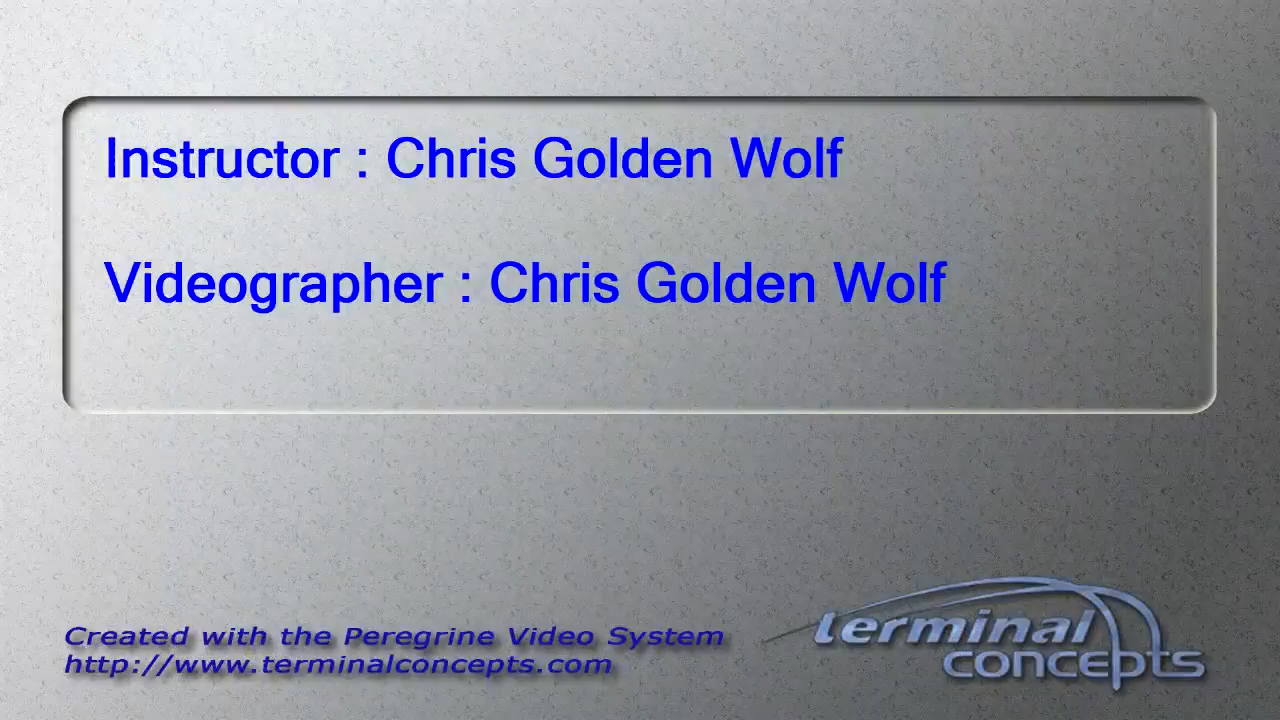 Instructor : Chris Golden Wolf
Videographer : Chris Golden Wolf
Created with the Peregrine Video System
http://www.terminalconcepts.com
terminal
concepts